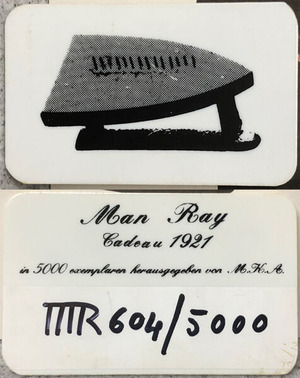 Man Ray
Cadeau 1921
in 5000 exemplaren herausgegeben von M.K.A.
MR 604/5000